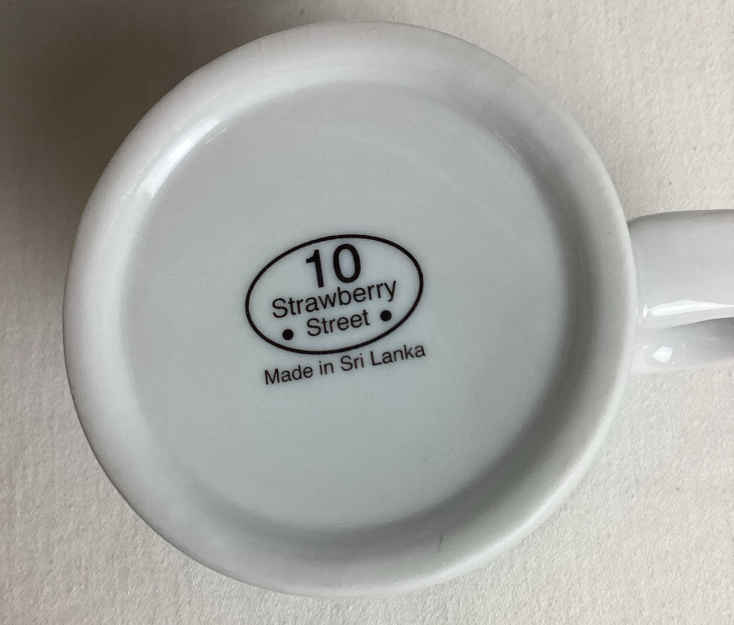 10
Strawberry
• Street •
Made in Sri Lanka